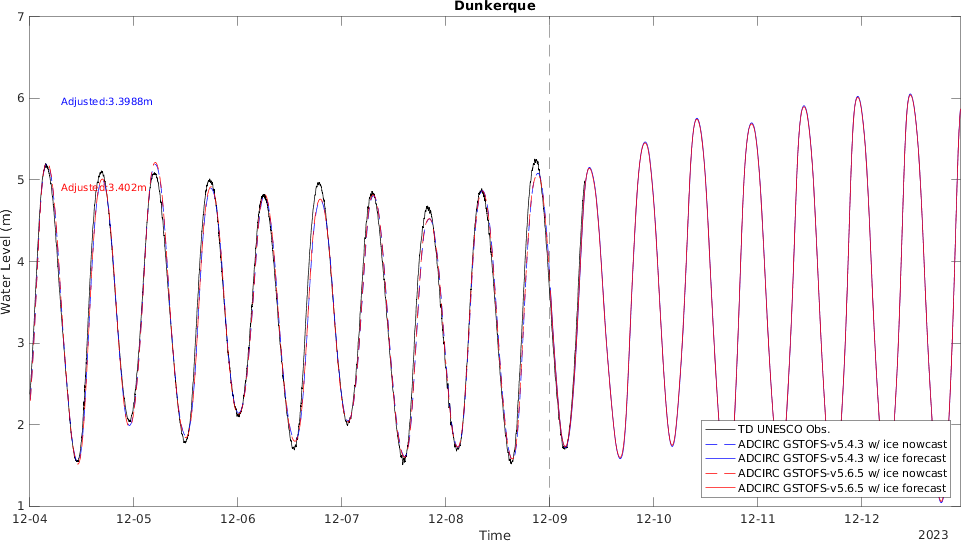 Dunkerque
7
6
5
4
3
2
1
Water Level (m)
Adjusted:3.3988m
Adjusted:3.402m
TD UNESCO Obs.
ADCIRC GSTOFS-v5.4.3 w/ ice nowcast
ADCIRC GSTOFS-v5.4.3 w/ ice forecast
ADCIRC GSTOFS-v5.6.5 w/ ice nowcast
ADCIRC GSTOFS-v5.6.5 w/ ice forecast
12-04 12-05 12-06 12-07 12-08 12-09 12-10 12-11 12-12
Time
2023